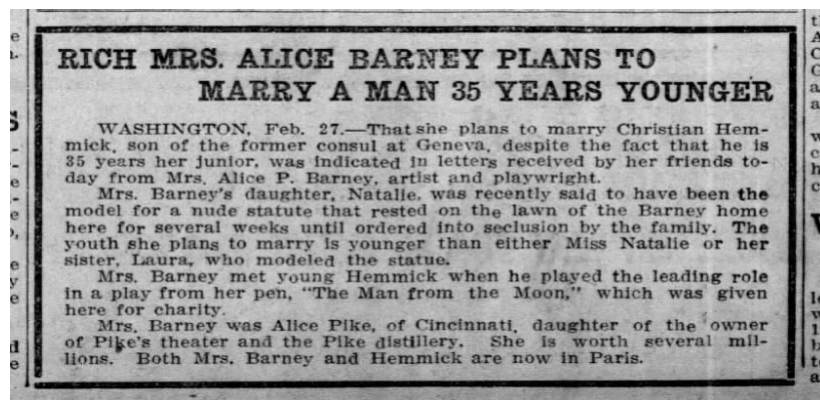 RICH MRS. ALICE BARNEY PLANS TO
MARRY A MAN 35 YEARS YOUNGER
WASHINGTON, Feb. 27.—That she plans to marry Christian Hem-
mick, son of the former consul at Geneva, despite the fact that he is
35 years her junior, was indicated in letters received by her friends to-
day from Mrs. Alice P. Barney, artist and playwright.
Mrs. Barney's daughter, Natalie, was recently said to have been the
model for a nude statute that rested on the lawn of the Barney home
here for several weeks until ordered into seclusion by the family. The
youth she plans to marry is younger than either Miss Natalie or her
sister, Laura, who modeled the statue.
Mrs. Barney met young Hemmick when he played the leading role
in a play from her pen, "The Man from the Moon," which was given
here for charity.
Mrs. Barney was Alice Pike, of Cincinnati, daughter of the owner
of Pike's theater and the Pike distillery. She is worth several mil-
lions. Both Mrs. Barney and Hemmick are now in Paris.